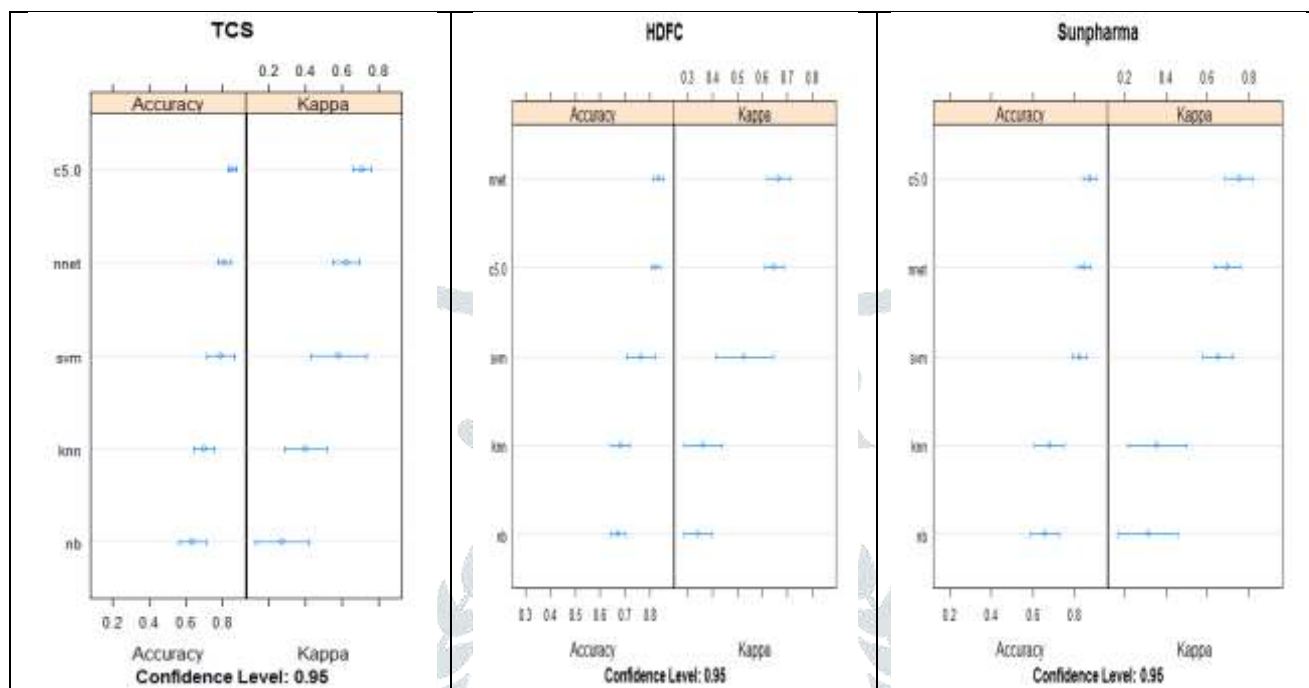 TCS
0.2 0.4 0.6 0.8
Accuracy Kappa
c5.0
nnet
svm
knn
nb
0.2 0.4 0.6 0.8
Accuracy Kappa
Confidence Level: 0.95
HDFC
0.3 0.4 0.5 0.6 0.7 0.8
Accuracy Kappa
nnet
c5.0
svm
knn
nb
0.3 0.4 0.5 0.6 0.7 0.8
Accuracy Kappa
Confidence Level: 0.95
Sunpharma
0.2 0.4 0.6 0.8
Accuracy Kappa
c5.0
nnet
svm
knn
nb
0.2 0.4 0.6 0.8
Accuracy Kappa
Confidence Level: 0.95